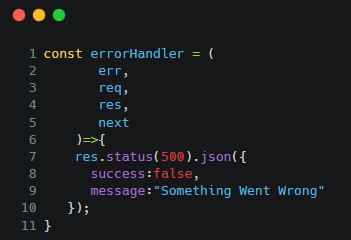 1 const errorHandler = (
2        err,
3        req,
4        res,
5        next
6     )=>{
7     res.status(500).json({
8       success:false,
9       message:"Something Went Wrong"
10    });
11 }